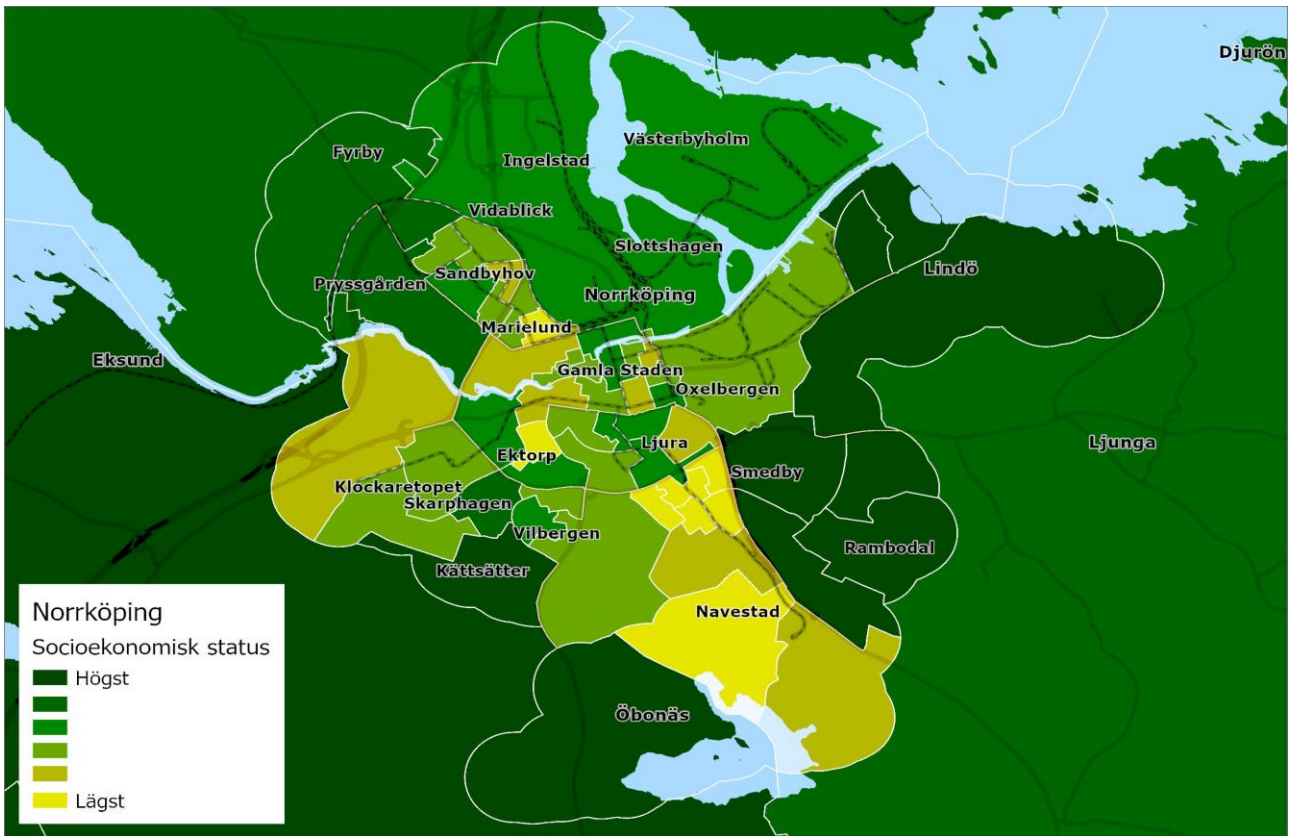 Djurön
Västerbyholm
Fyrby
Ingelstad
Vidablick
Slottshagen
Lindö
Sandbyhov
Pryssgården
Norrköping
Marielund
Eksund
Gamla Staden
Oxelbergen
Ljura
Ljunga
Ektorp
Smedby
Klockaretopet
Skarphagen
Vilbergen
Rambodal
Kättsätter
Navestad
Öbonäs
Norrköping
Socioekonomisk status
Högst
Lägst